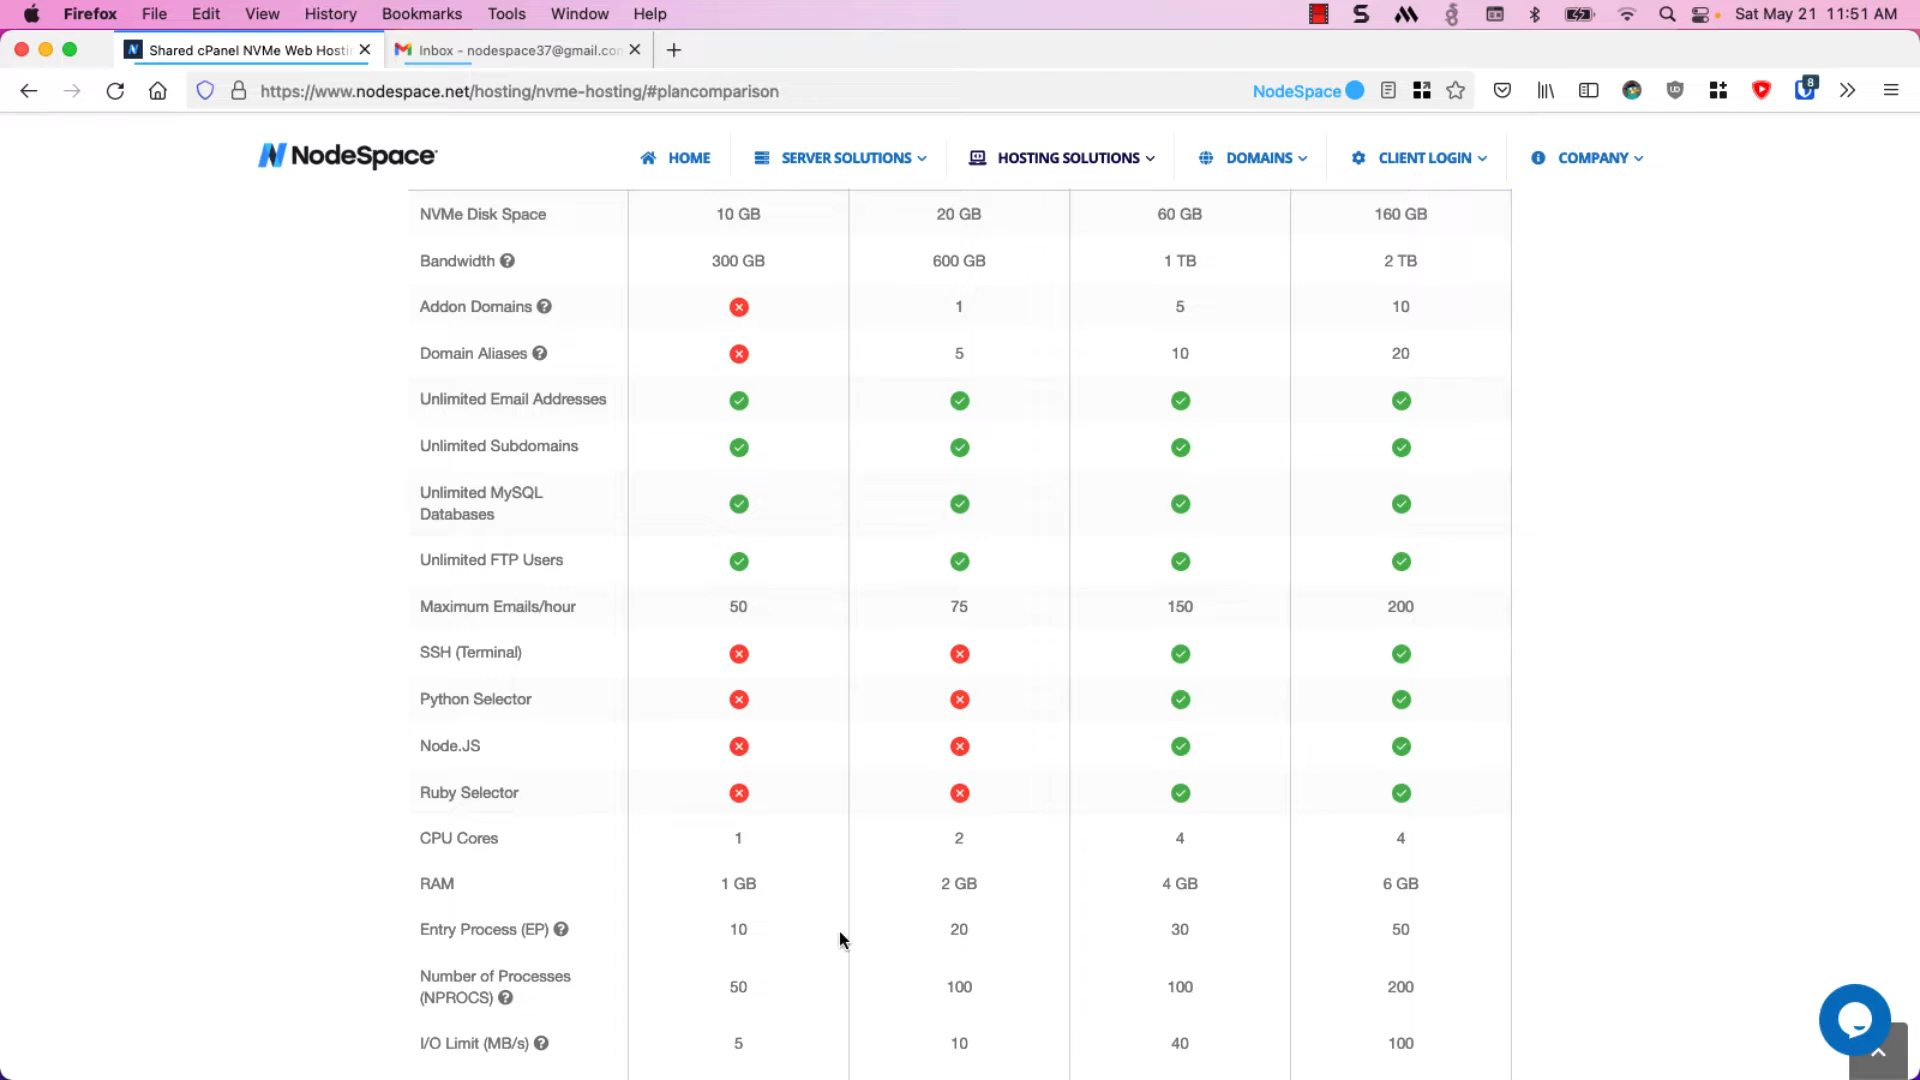 Firefox File Edit View History Bookmarks Tools Window Help Sat May 21 11:51 AM
Shared cPanel NVMe Web Hosti Inbox - nodespace37@gmail.co
https://www.nodespace.net/hosting/nvme-hosting/#plancomparison NodeSpace 8
NodeSpace HOME SERVER SOLUTIONS HOSTING SOLUTIONS DOMAINS CLIENT LOGIN COMPANY
NVMe Disk Space 10 GB 20 GB 60 GB 160 GB
Bandwidth 300 GB 600 GB 1 TB 2 TB
Addon Domains 1 5 10
Domain Aliases 5 10 20
Unlimited Email Addresses
Unlimited Subdomains
Unlimited MySQL
Databases
Unlimited FTP Users
Maximum Emails/hour 50 75 150 200
SSH (Terminal)
Python Selector
Node.JS
Ruby Selector
CPU Cores 1 2 4 4
RAM 1 GB 2 GB 4 GB 6 GB
Entry Process (EP) 10 20 30 50
Number of Processes
(NPROCS) 50 100 100 200
I/O Limit (MB/s) 5 10 40 100